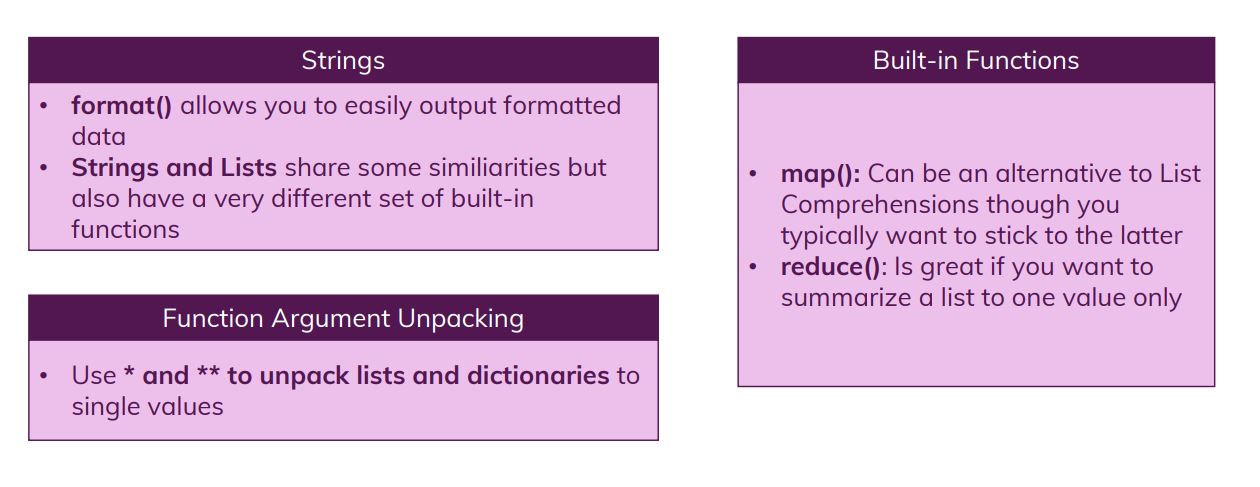 Strings
• format() allows you to easily output formatted
data
• Strings and Lists share some similiarities but
also have a very different set of built-in
functions
Function Argument Unpacking
• Use * and ** to unpack lists and dictionaries to
single values
Built-in Functions
• map(): Can be an alternative to List
Comprehensions though you
typically want to stick to the latter
• reduce(): Is great if you want to
summarize a list to one value only